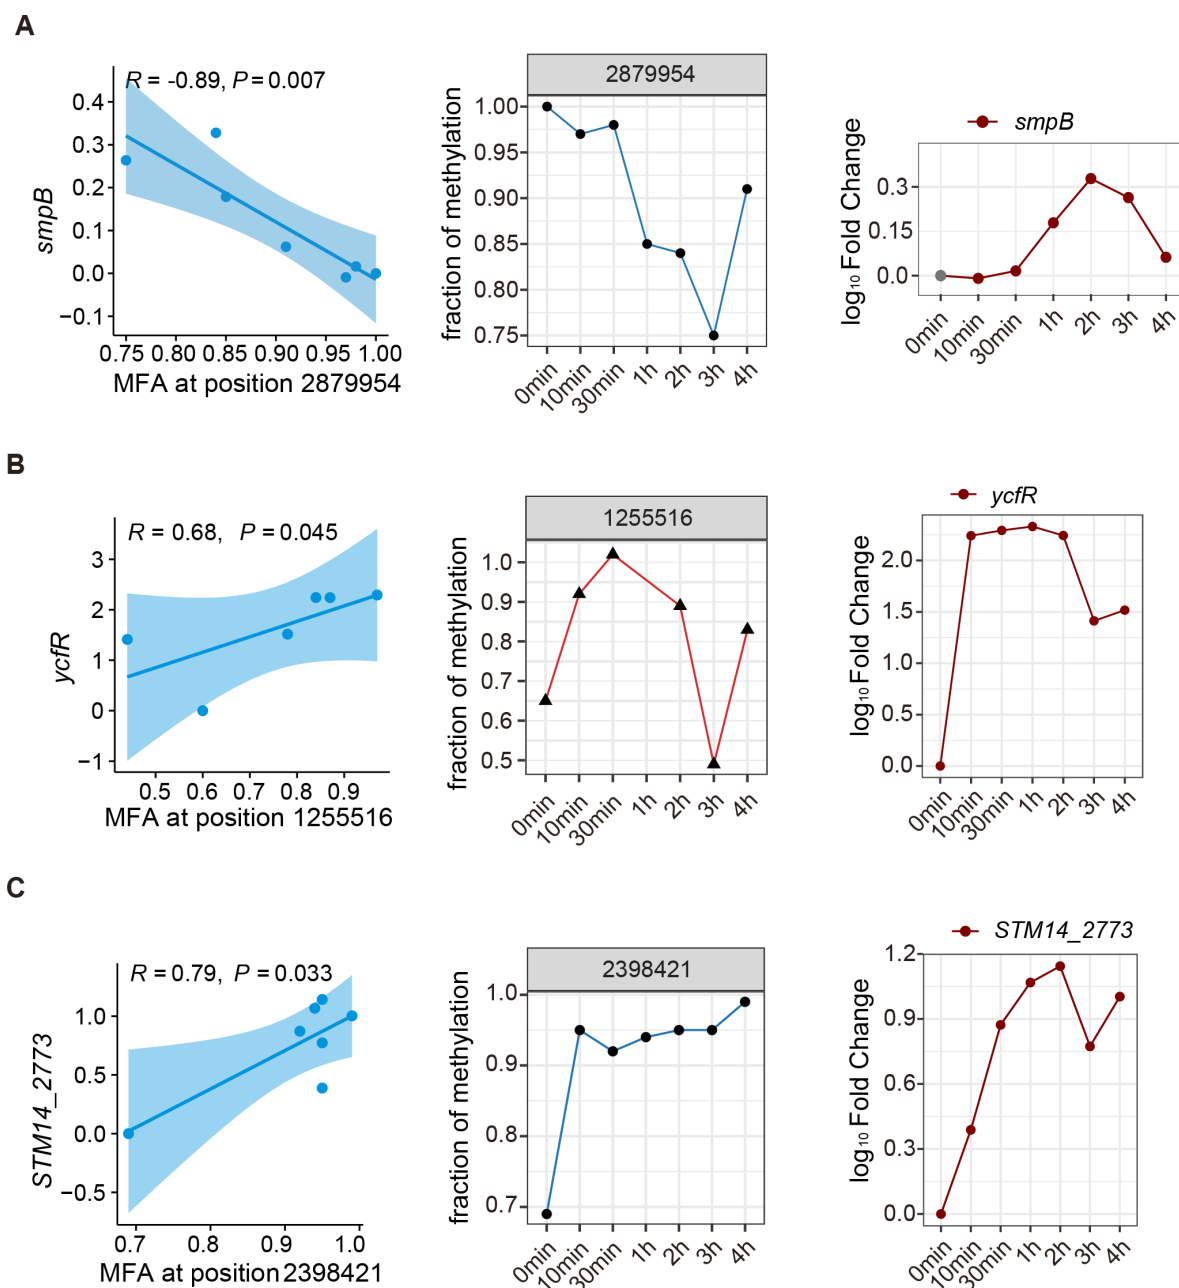 A
R = -0.89, P = 0.007
smpB
0.4
0.3
0.2
0.1
0.0
−0.1
0.75 0.80 0.85 0.90 0.95 1.00
MFA at position 2879954
2879954
fraction of methylation
1.00
0.95
0.90
0.85
0.80
0.75
0min 10min 30min 1h 2h 3h 4h
smpB
log₁₀ Fold Change
0.3
0.15
0.0
0min 10min 30min 1h 2h 3h 4h
B
R = 0.68, P = 0.045
ycfR
3
2
1
0
−1
0.5 0.6 0.7 0.8 0.9
MFA at position 1255516
1255516
fraction of methylation
1.0
0.9
0.8
0.7
0.6
0.5
0min 10min 30min 1h 2h 3h 4h
ycfR
log₁₀ Fold Change
2.0
1.5
1.0
0.5
0.0
0min 10min 30min 1h 2h 3h 4h
C
R = 0.79, P = 0.033
STM14_2773
1.0
0.5
0.0
−0.5
0.7 0.8 0.9 1.0
MFA at position 2398421
2398421
fraction of methylation
1.0
0.9
0.8
0.7
0min 10min 30min 1h 2h 3h 4h
STM14_2773
log₁₀ Fold Change
1.2
0.9
0.6
0.3
0.0
0min 10min 30min 1h 2h 3h 4h